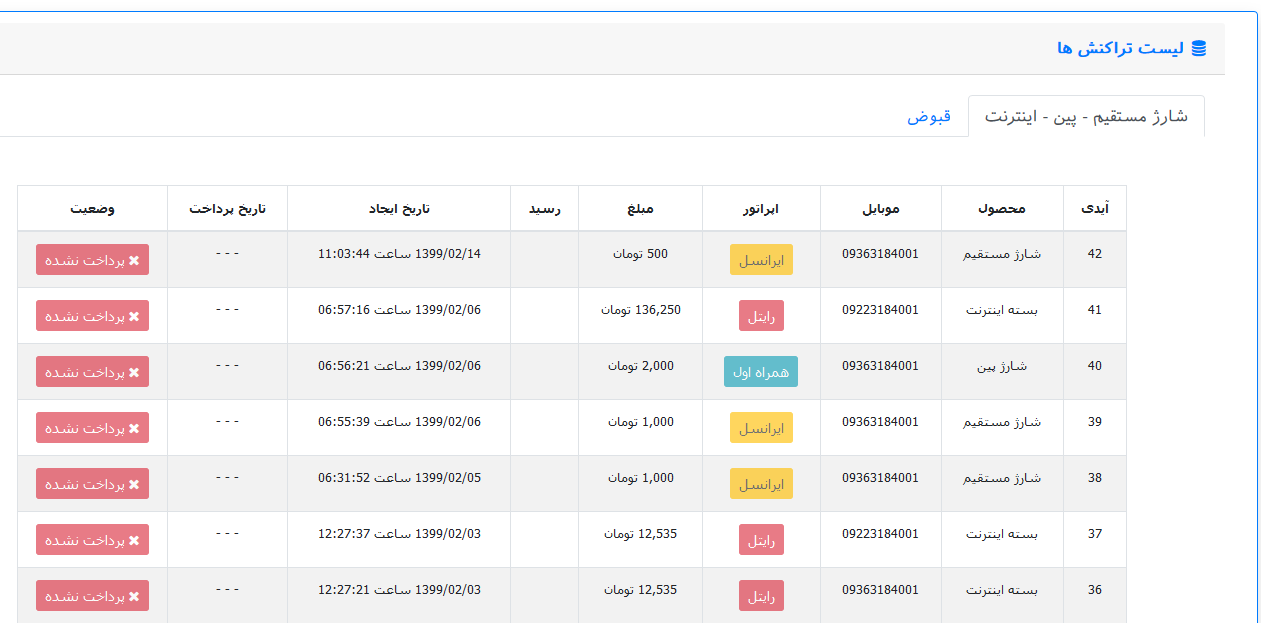 لیست تراکنش ها
شارژ مستقیم - پین - اینترنت قبوض
آیدی محصول موبایل اپراتور مبلغ رسید تاریخ ایجاد تاریخ پرداخت وضعیت
42 شارژ مستقیم 09363184001 ایرانسل 500 تومان 1399/02/14 ساعت 11:03:44 - - - پرداخت نشده
41 بسته اینترنت 09223184001 رایتل 136,250 تومان 1399/02/06 ساعت 06:57:16 - - - پرداخت نشده
40 شارژ پین 09363184001 همراه اول 2,000 تومان 1399/02/06 ساعت 06:56:21 - - - پرداخت نشده
39 شارژ مستقیم 09363184001 ایرانسل 1,000 تومان 1399/02/06 ساعت 06:55:39 - - - پرداخت نشده
38 شارژ مستقیم 09363184001 ایرانسل 1,000 تومان 1399/02/05 ساعت 06:31:52 - - - پرداخت نشده
37 بسته اینترنت 09223184001 رایتل 12,535 تومان 1399/02/03 ساعت 12:27:37 - - - پرداخت نشده
36 بسته اینترنت 09363184001 رایتل 12,535 تومان 1399/02/03 ساعت 12:27:21 - - - پرداخت نشده